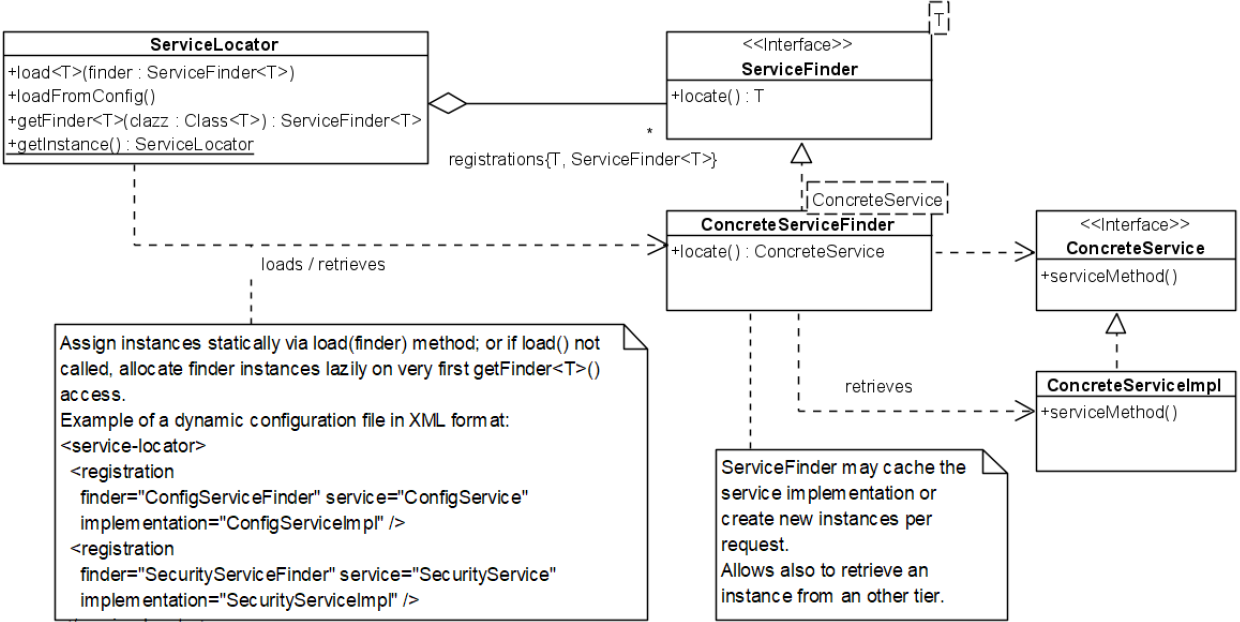 ServiceLocator
+load<T>(finder : ServiceFinder<T>)
+loadFromConfig()
+getFinder<T>(clazz : Class<T>) : ServiceFinder<T>
+getInstance() : ServiceLocator
T
<<Interface>>
ServiceFinder
+locate() : T
*
registrations{T, ServiceFinder<T>}
ConcreteService
ConcreteServiceFinder
+locate() : ConcreteService
<<Interface>>
ConcreteService
+serviceMethod()
loads / retrieves
retrieves
ConcreteServiceImpl
+serviceMethod()
Assign instances statically via load(finder) method; or if load() not
called, allocate finder instances lazily on very first getFinder<T>()
access.
Example of a dynamic configuration file in XML format:
<service-locator>
<registration
finder="ConfigServiceFinder" service="ConfigService"
implementation="ConfigServiceImpl" />
<registration
finder="SecurityServiceFinder" service="SecurityService"
implementation="SecurityServiceImpl" />
ServiceFinder may cache the
service implementation or
create new instances per
request.
Allows also to retrieve an
instance from an other tier.